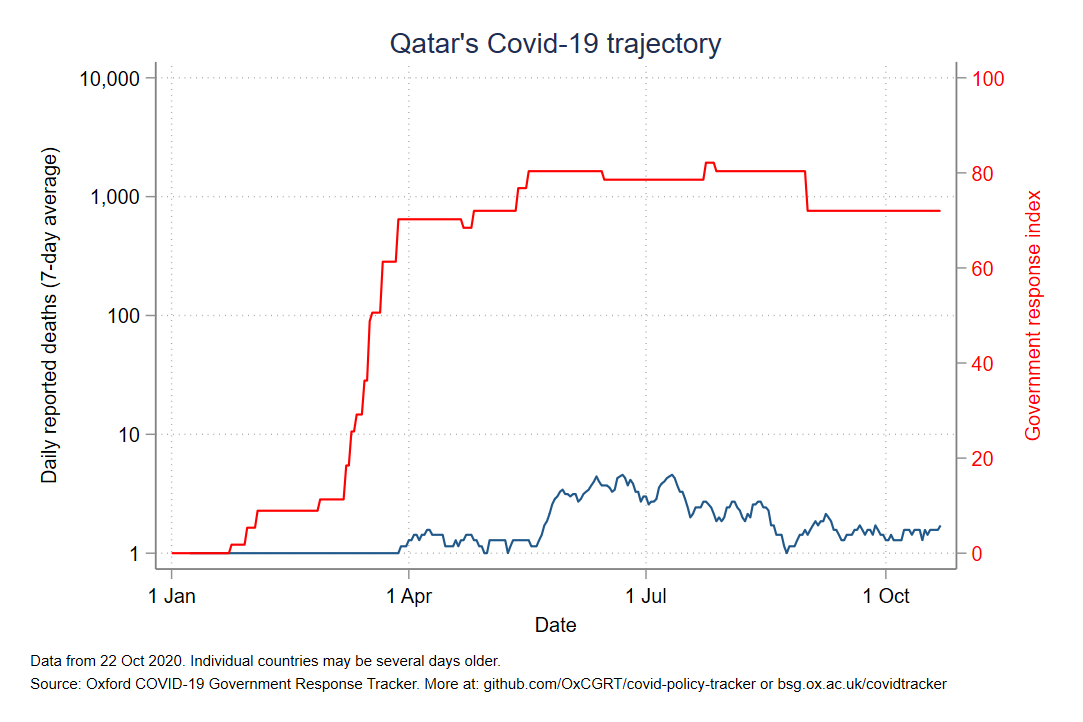 Qatar's Covid-19 trajectory
10,000
1,000
100
10
1
Daily reported deaths (7-day average)
100
80
60
40
20
0
Government response index
1 Jan
1 Apr
1 Jul
1 Oct
Date
Data from 22 Oct 2020. Individual countries may be several days older.
Source: Oxford COVID-19 Government Response Tracker. More at: github.com/OxCGRT/covid-policy-tracker or bsg.ox.ac.uk/covidtracker